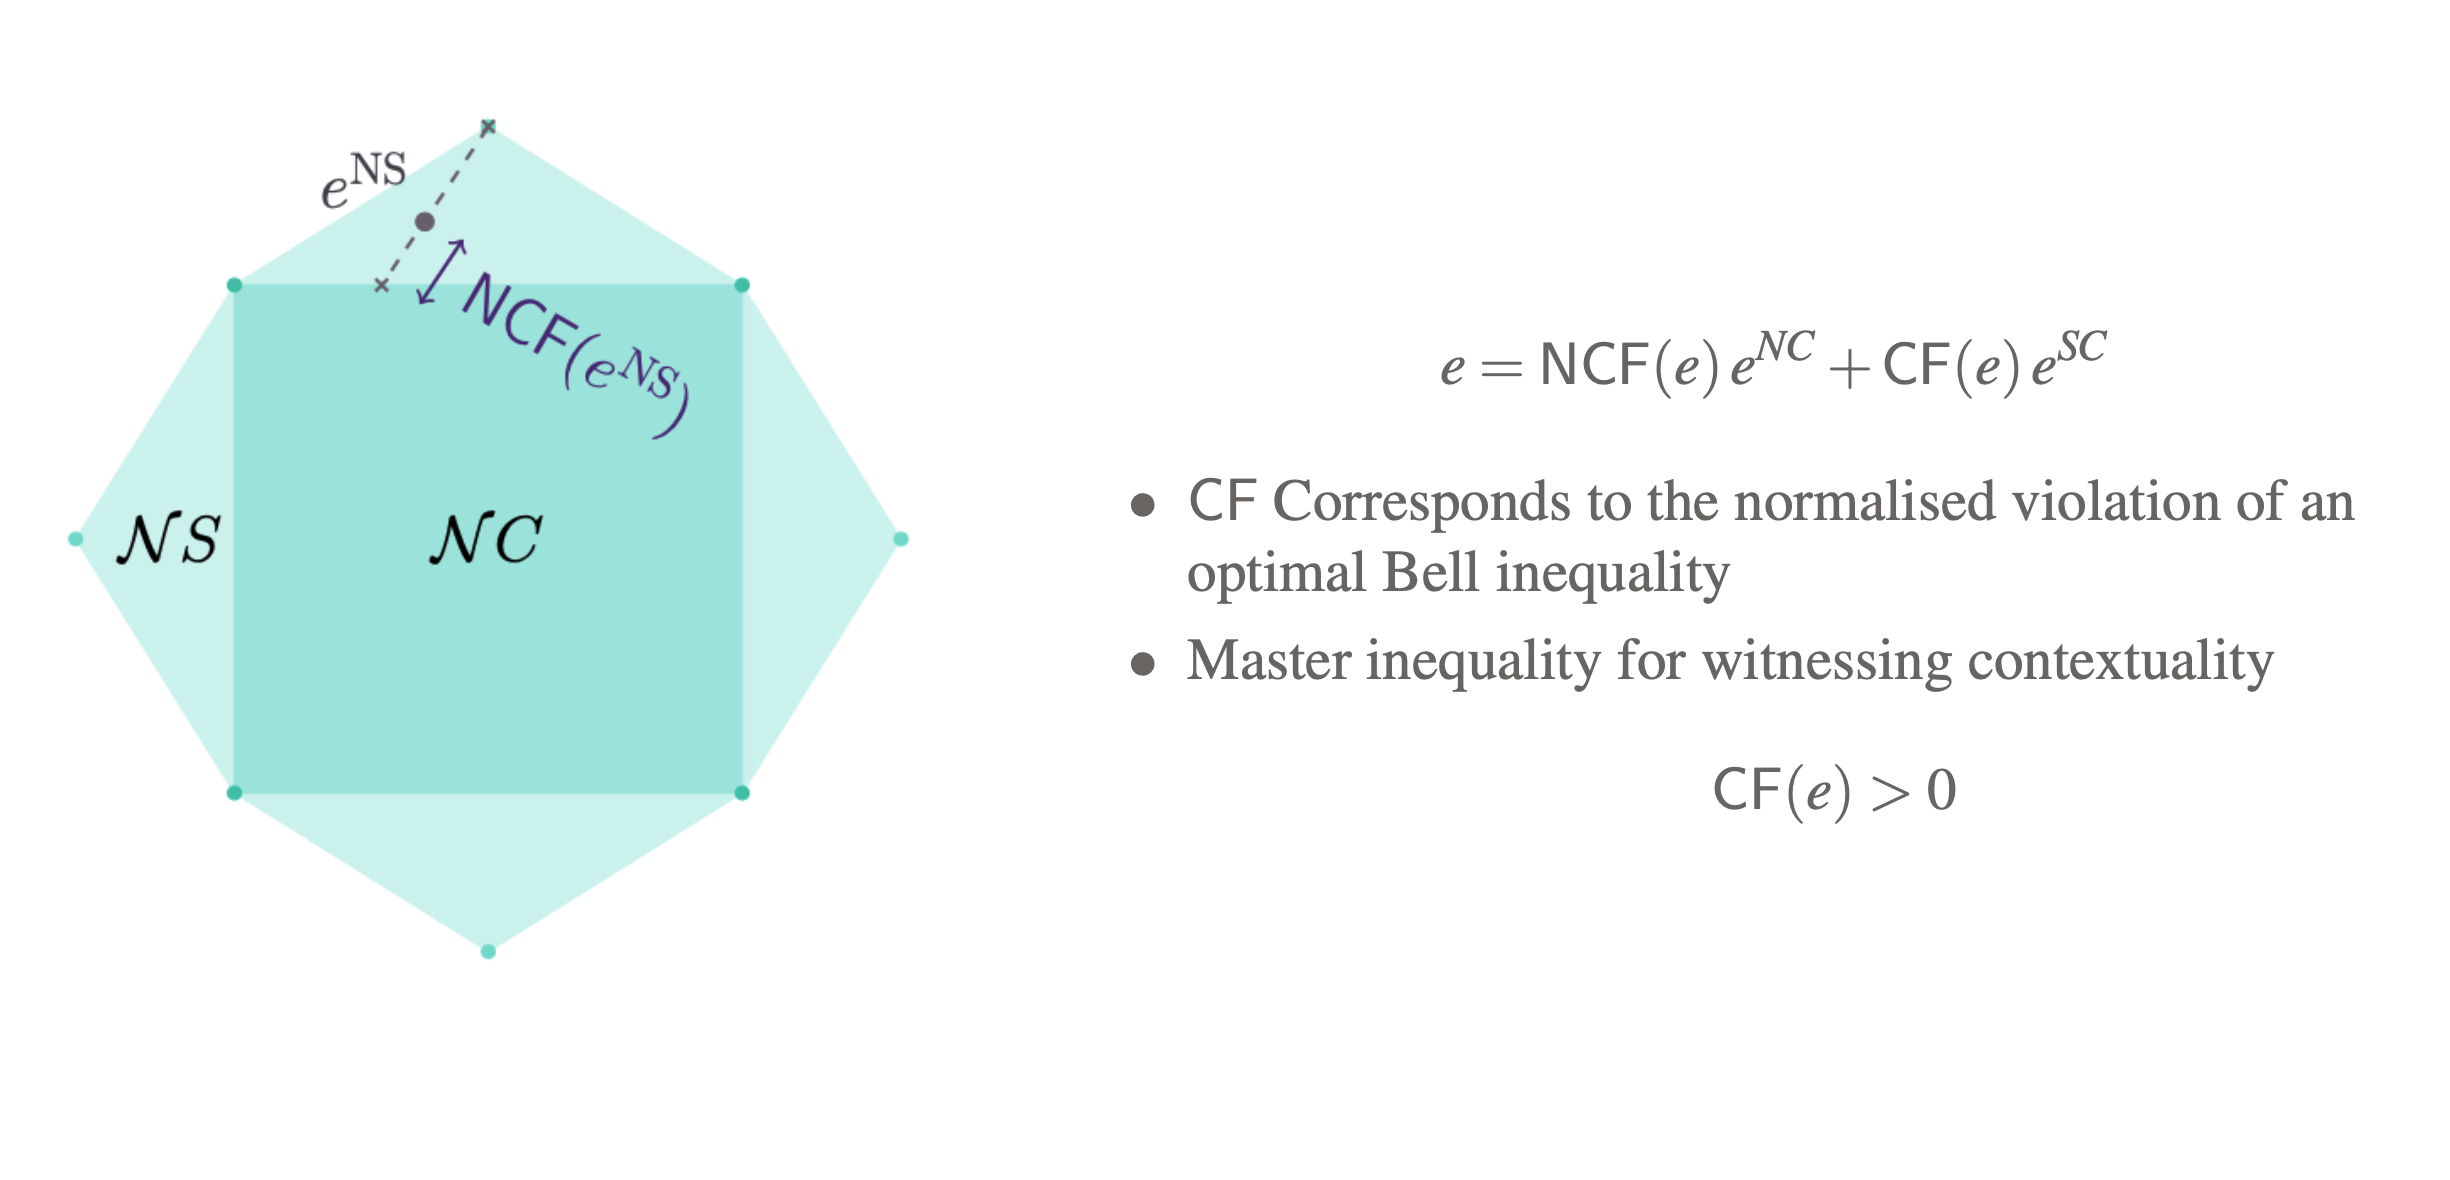 e^NS
NCF(e^NS)
𝒩S
𝒩C
e = NCF(e) e^NC + CF(e) e^SC
• CF Corresponds to the normalised violation of an
optimal Bell inequality
• Master inequality for witnessing contextuality
CF(e) > 0